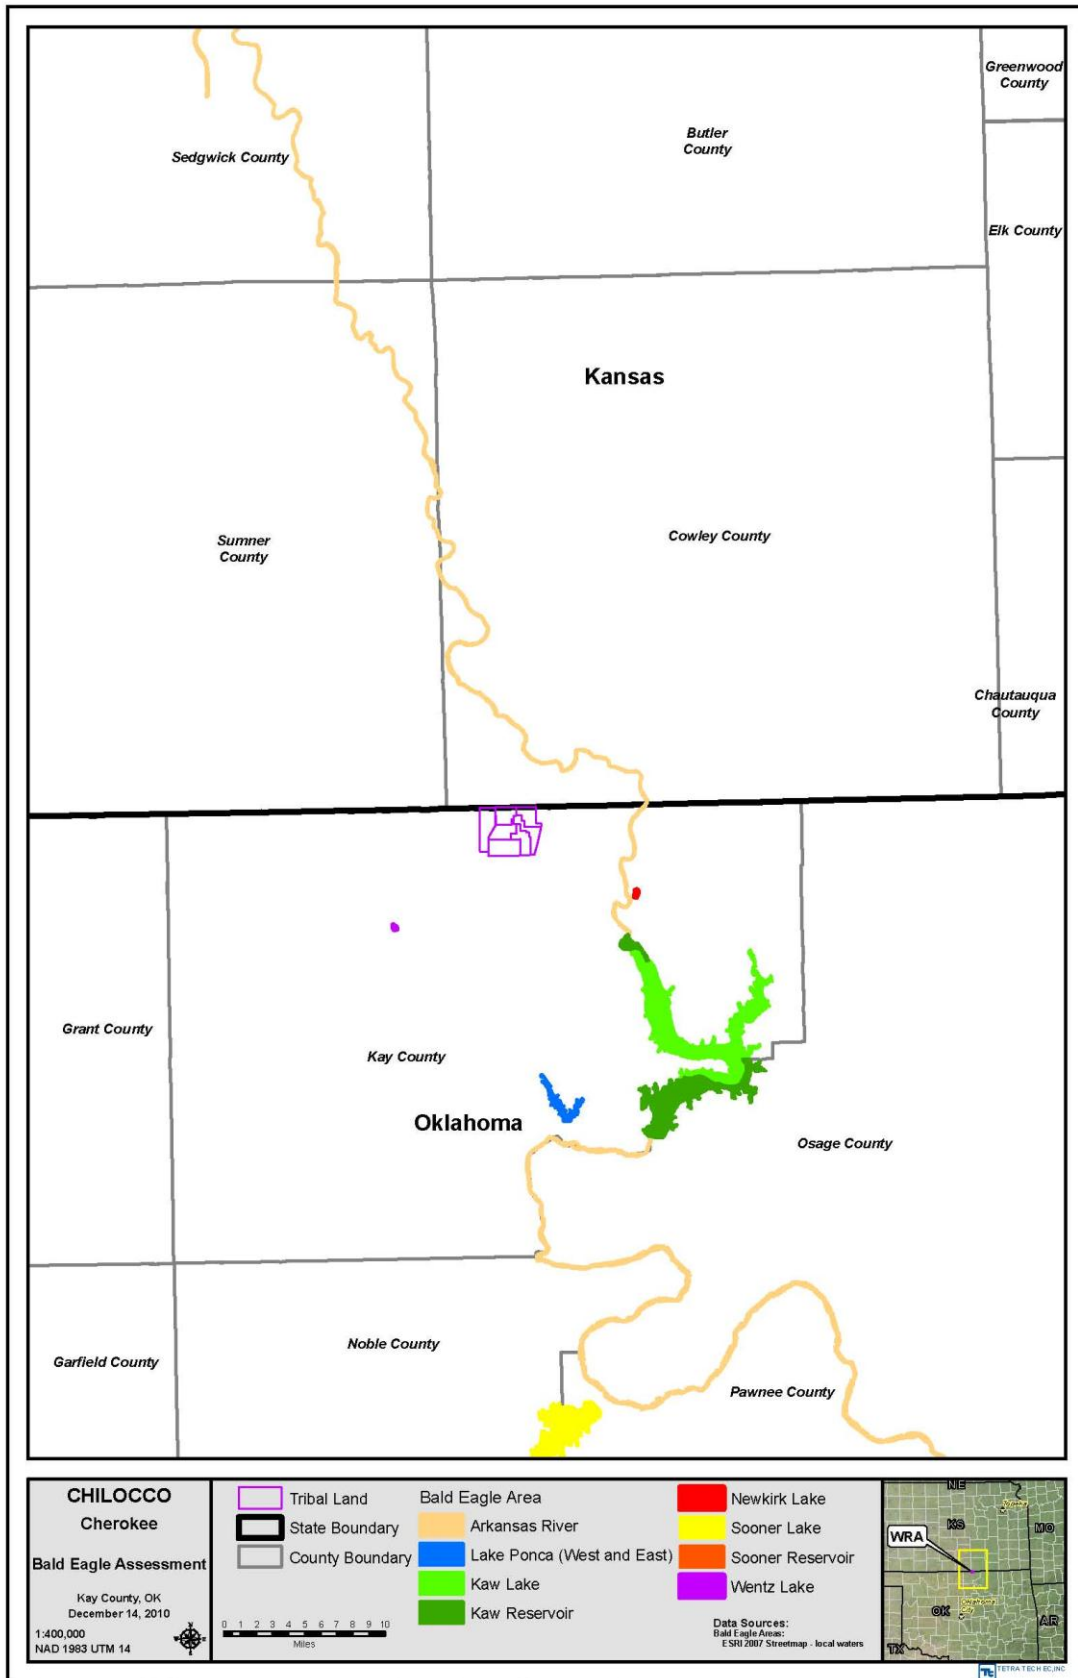 Greenwood
County
Butler
County
Sedgwick County
Elk County
Kansas
Sumner
County
Cowley County
Chautauqua
County
Grant County
Kay County
Oklahoma
Osage County
Noble County
Garfield County
Pawnee County
CHILOCCO
Cherokee
Bald Eagle Assessment
Kay County, OK
December 14, 2010
1:400,000
NAD 1983 UTM 14
Tribal Land
State Boundary
County Boundary
0 1 2 3 4 5 6 7 8 9 10
Miles
Bald Eagle Area
Arkansas River
Lake Ponca (West and East)
Kaw Lake
Kaw Reservoir
Newkirk Lake
Sooner Lake
Sooner Reservoir
Wentz Lake
Data Sources:
Bald Eagle Areas:
ESRI 2007 Streetmap - local waters
NE
KS
MO
WRA
OK
AR
TX
TETRA TECH EC, INC